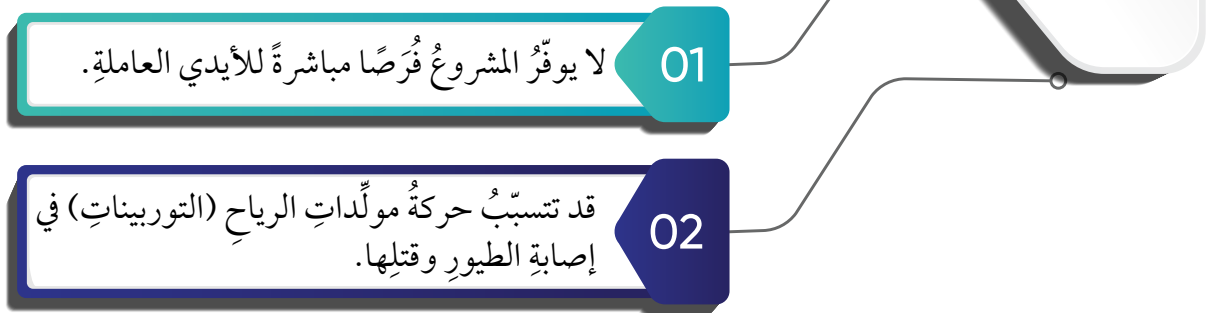 01
لا يوفّرُ المشروعُ فُرَصًا مباشرةً للأيدي العاملةِ.
02
قد تتسبّبُ حركةُ مولِّداتِ الرياحِ (التوربيناتِ) في
إصابةِ الطيورِ وقتلِها.